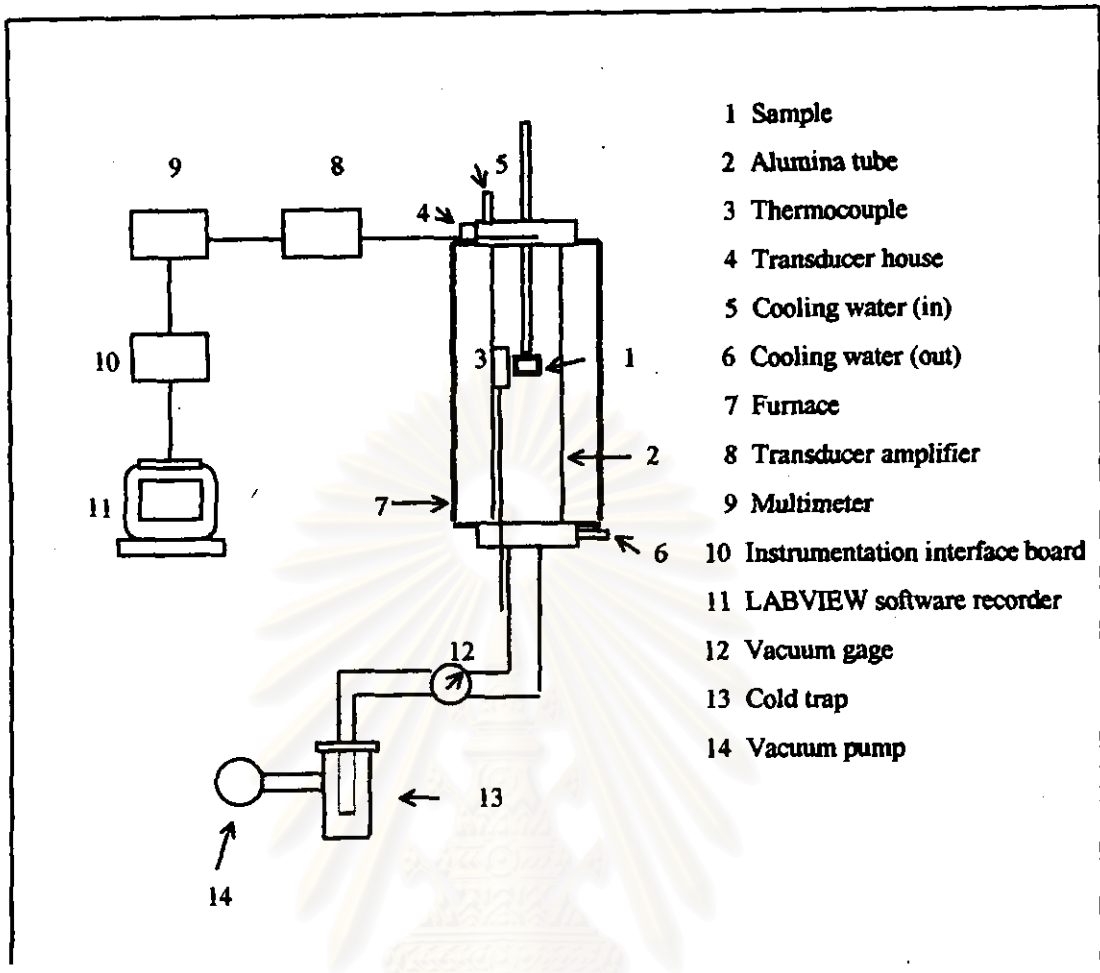 1 Sample
2 Alumina tube
3 Thermocouple
4 Transducer house
5 Cooling water (in)
6 Cooling water (out)
7 Furnace
8 Transducer amplifier
9 Multimeter
10 Instrumentation interface board
11 LABVIEW software recorder
12 Vacuum gage
13 Cold trap
14 Vacuum pump
9
8
5
4
10
3
1
11
7
2
6
12
13
14